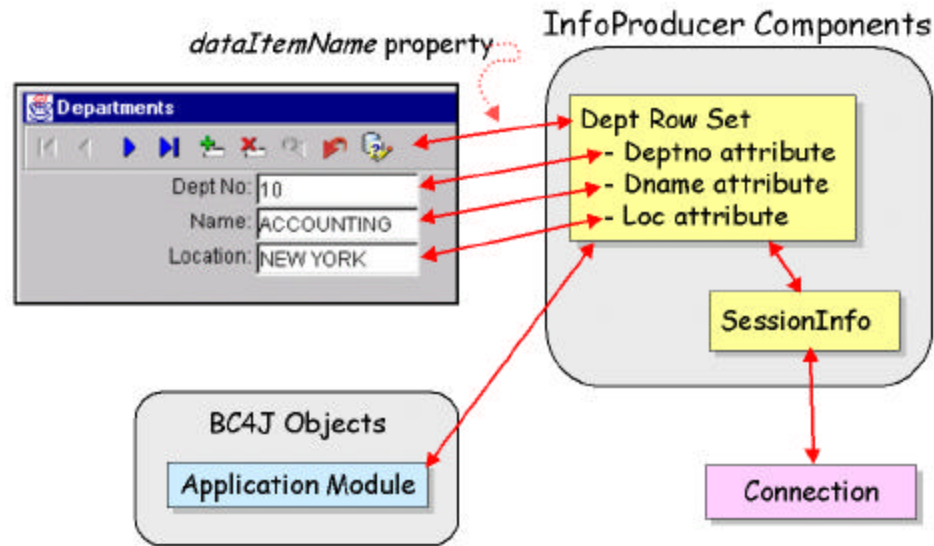 InfoProducer Components
dataItemName property
Departments
Dept No: 10
Name: ACCOUNTING
Location: NEW YORK
Dept Row Set
- Deptno attribute
- Dname attribute
- Loc attribute
SessionInfo
BC4J Objects
Application Module
Connection